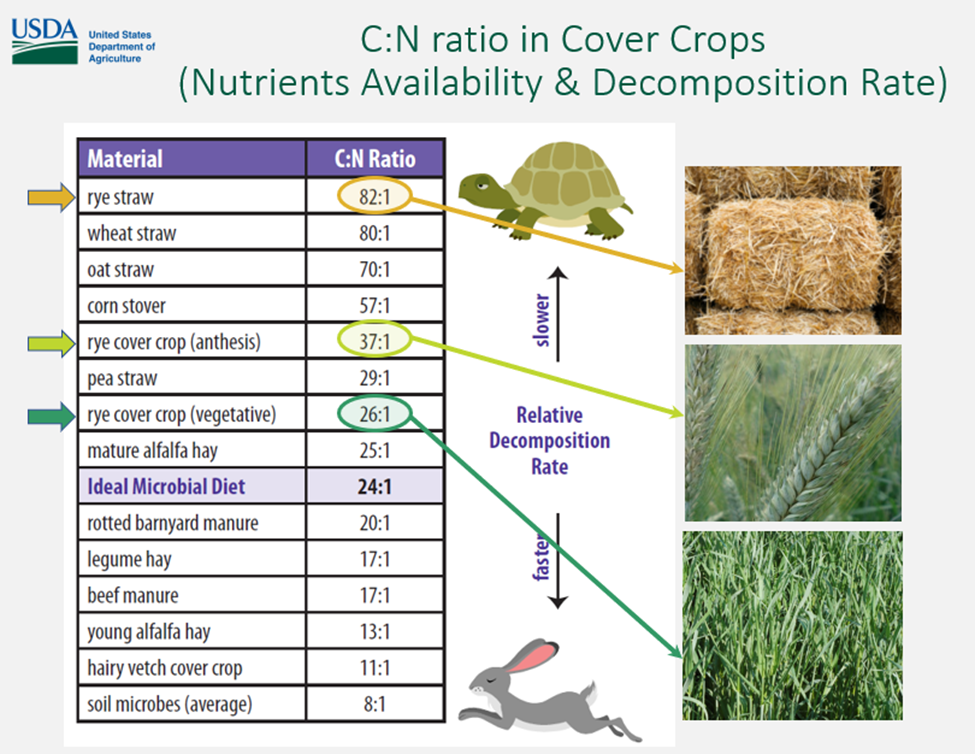 USDA
United States
Department of
Agriculture
C:N ratio in Cover Crops
(Nutrients Availability & Decomposition Rate)
Material C:N Ratio
rye straw 82:1
wheat straw 80:1
oat straw 70:1
corn stover 57:1
rye cover crop (anthesis) 37:1
pea straw 29:1
rye cover crop (vegetative) 26:1
mature alfalfa hay 25:1
Ideal Microbial Diet 24:1
rotted barnyard manure 20:1
legume hay 17:1
beef manure 17:1
young alfalfa hay 13:1
hairy vetch cover crop 11:1
soil microbes (average) 8:1
slower
Relative
Decomposition
Rate
faster